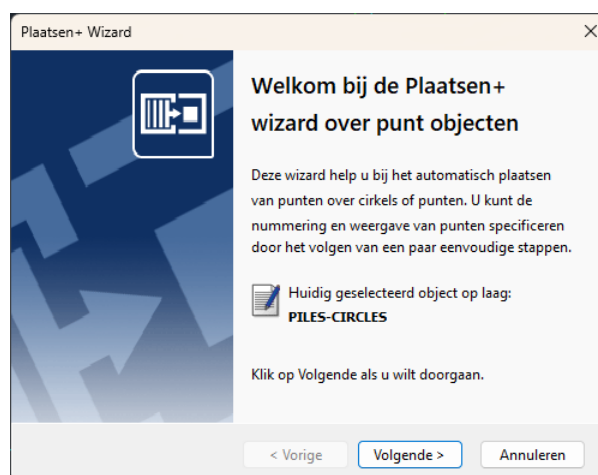 Plaatsen+ Wizard
Welkom bij de Plaatsen+
wizard over punt objecten
Deze wizard help u bij het automatisch plaatsen
van punten over cirkels of punten. U kunt de
nummering en weergave van punten specificeren
door het volgen van een paar eenvoudige stappen.
Huidig geselecteerd object op laag:
PILES-CIRCLES
Klik op Volgende als u wilt doorgaan.
< Vorige
Volgende >
Annuleren